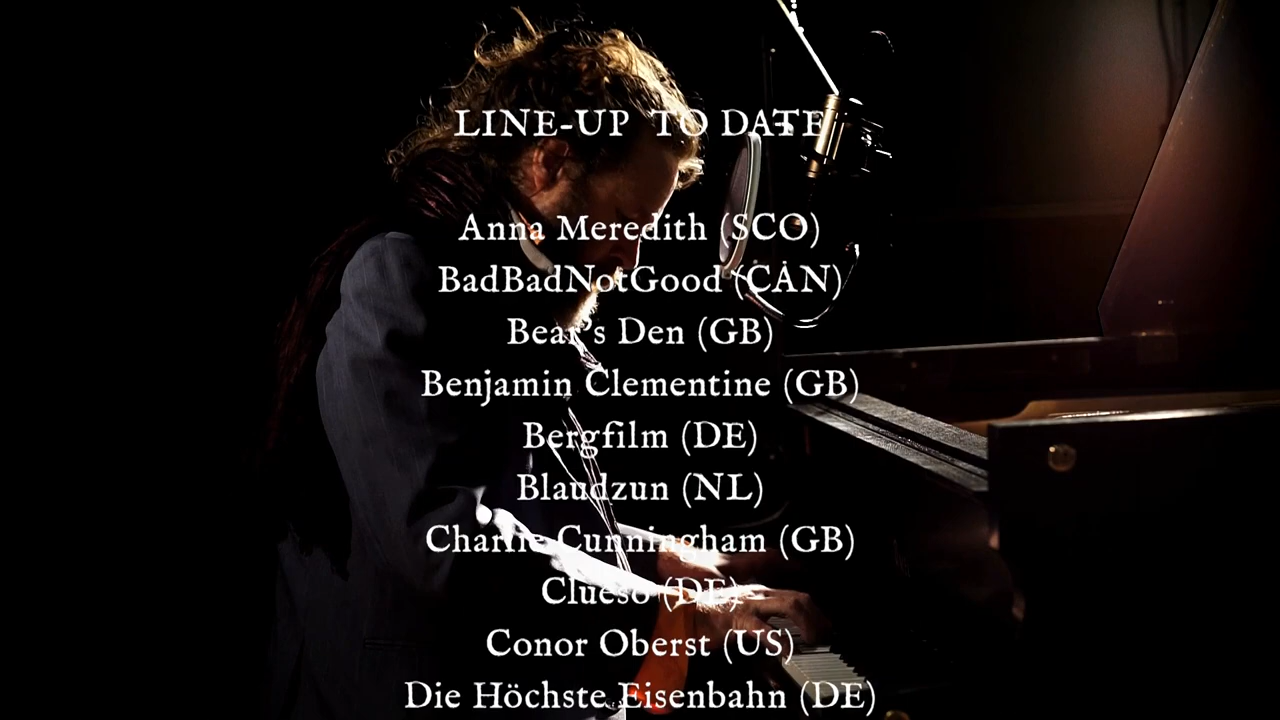 LINE-UP TO DATE
Anna Meredith (SCO)
BadBadNotGood (CAN)
Bear's Den (GB)
Benjamin Clementine (GB)
Bergfilm (DE)
Blaudzun (NL)
Charlie Cunningham (GB)
Clueso (DE)
Conor Oberst (US)
Die Höchste Eisenbahn (DE)